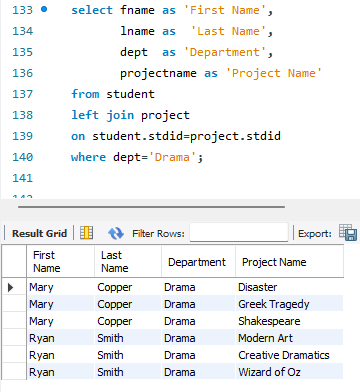 133 select fname as 'First Name',
134 lname as 'Last Name',
135 dept as 'Department',
136 projectname as 'Project Name'
137 from student
138 left join project
139 on student.stdid=project.stdid
140 where dept='Drama';
141
Result Grid Filter Rows: Export:
First Name Last Name Department Project Name
Mary Copper Drama Disaster
Mary Copper Drama Greek Tragedy
Mary Copper Drama Shakespeare
Ryan Smith Drama Modern Art
Ryan Smith Drama Creative Dramatics
Ryan Smith Drama Wizard of Oz